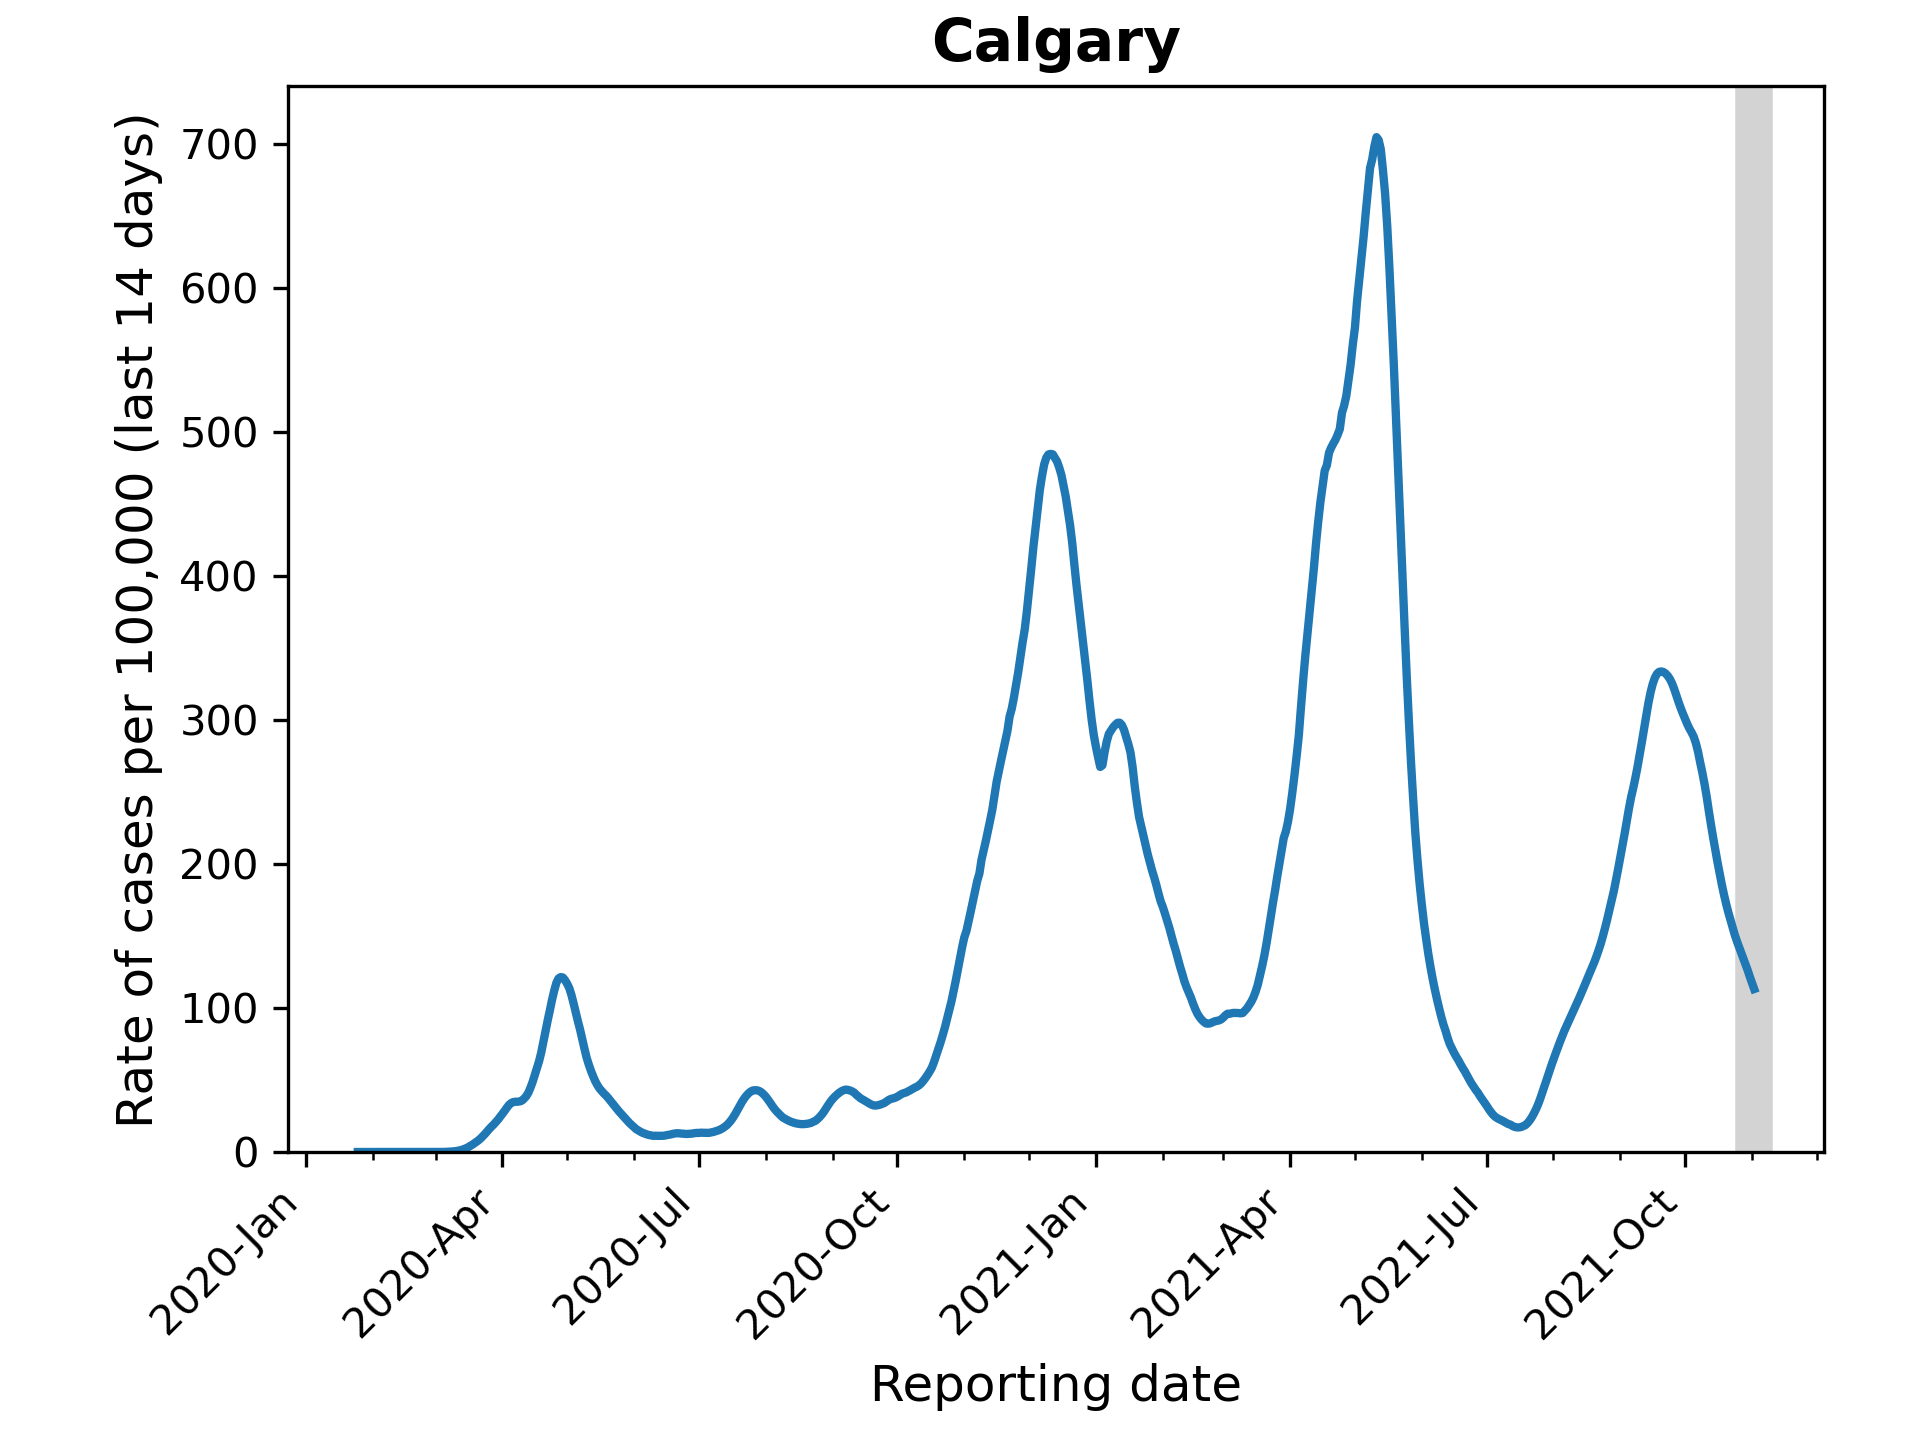 Calgary
Rate of cases per 100,000 (last 14 days)
700
600
500
400
300
200
100
0
2020-Jan
2020-Apr
2020-Jul
2020-Oct
2021-Jan
2021-Apr
2021-Jul
2021-Oct
Reporting date